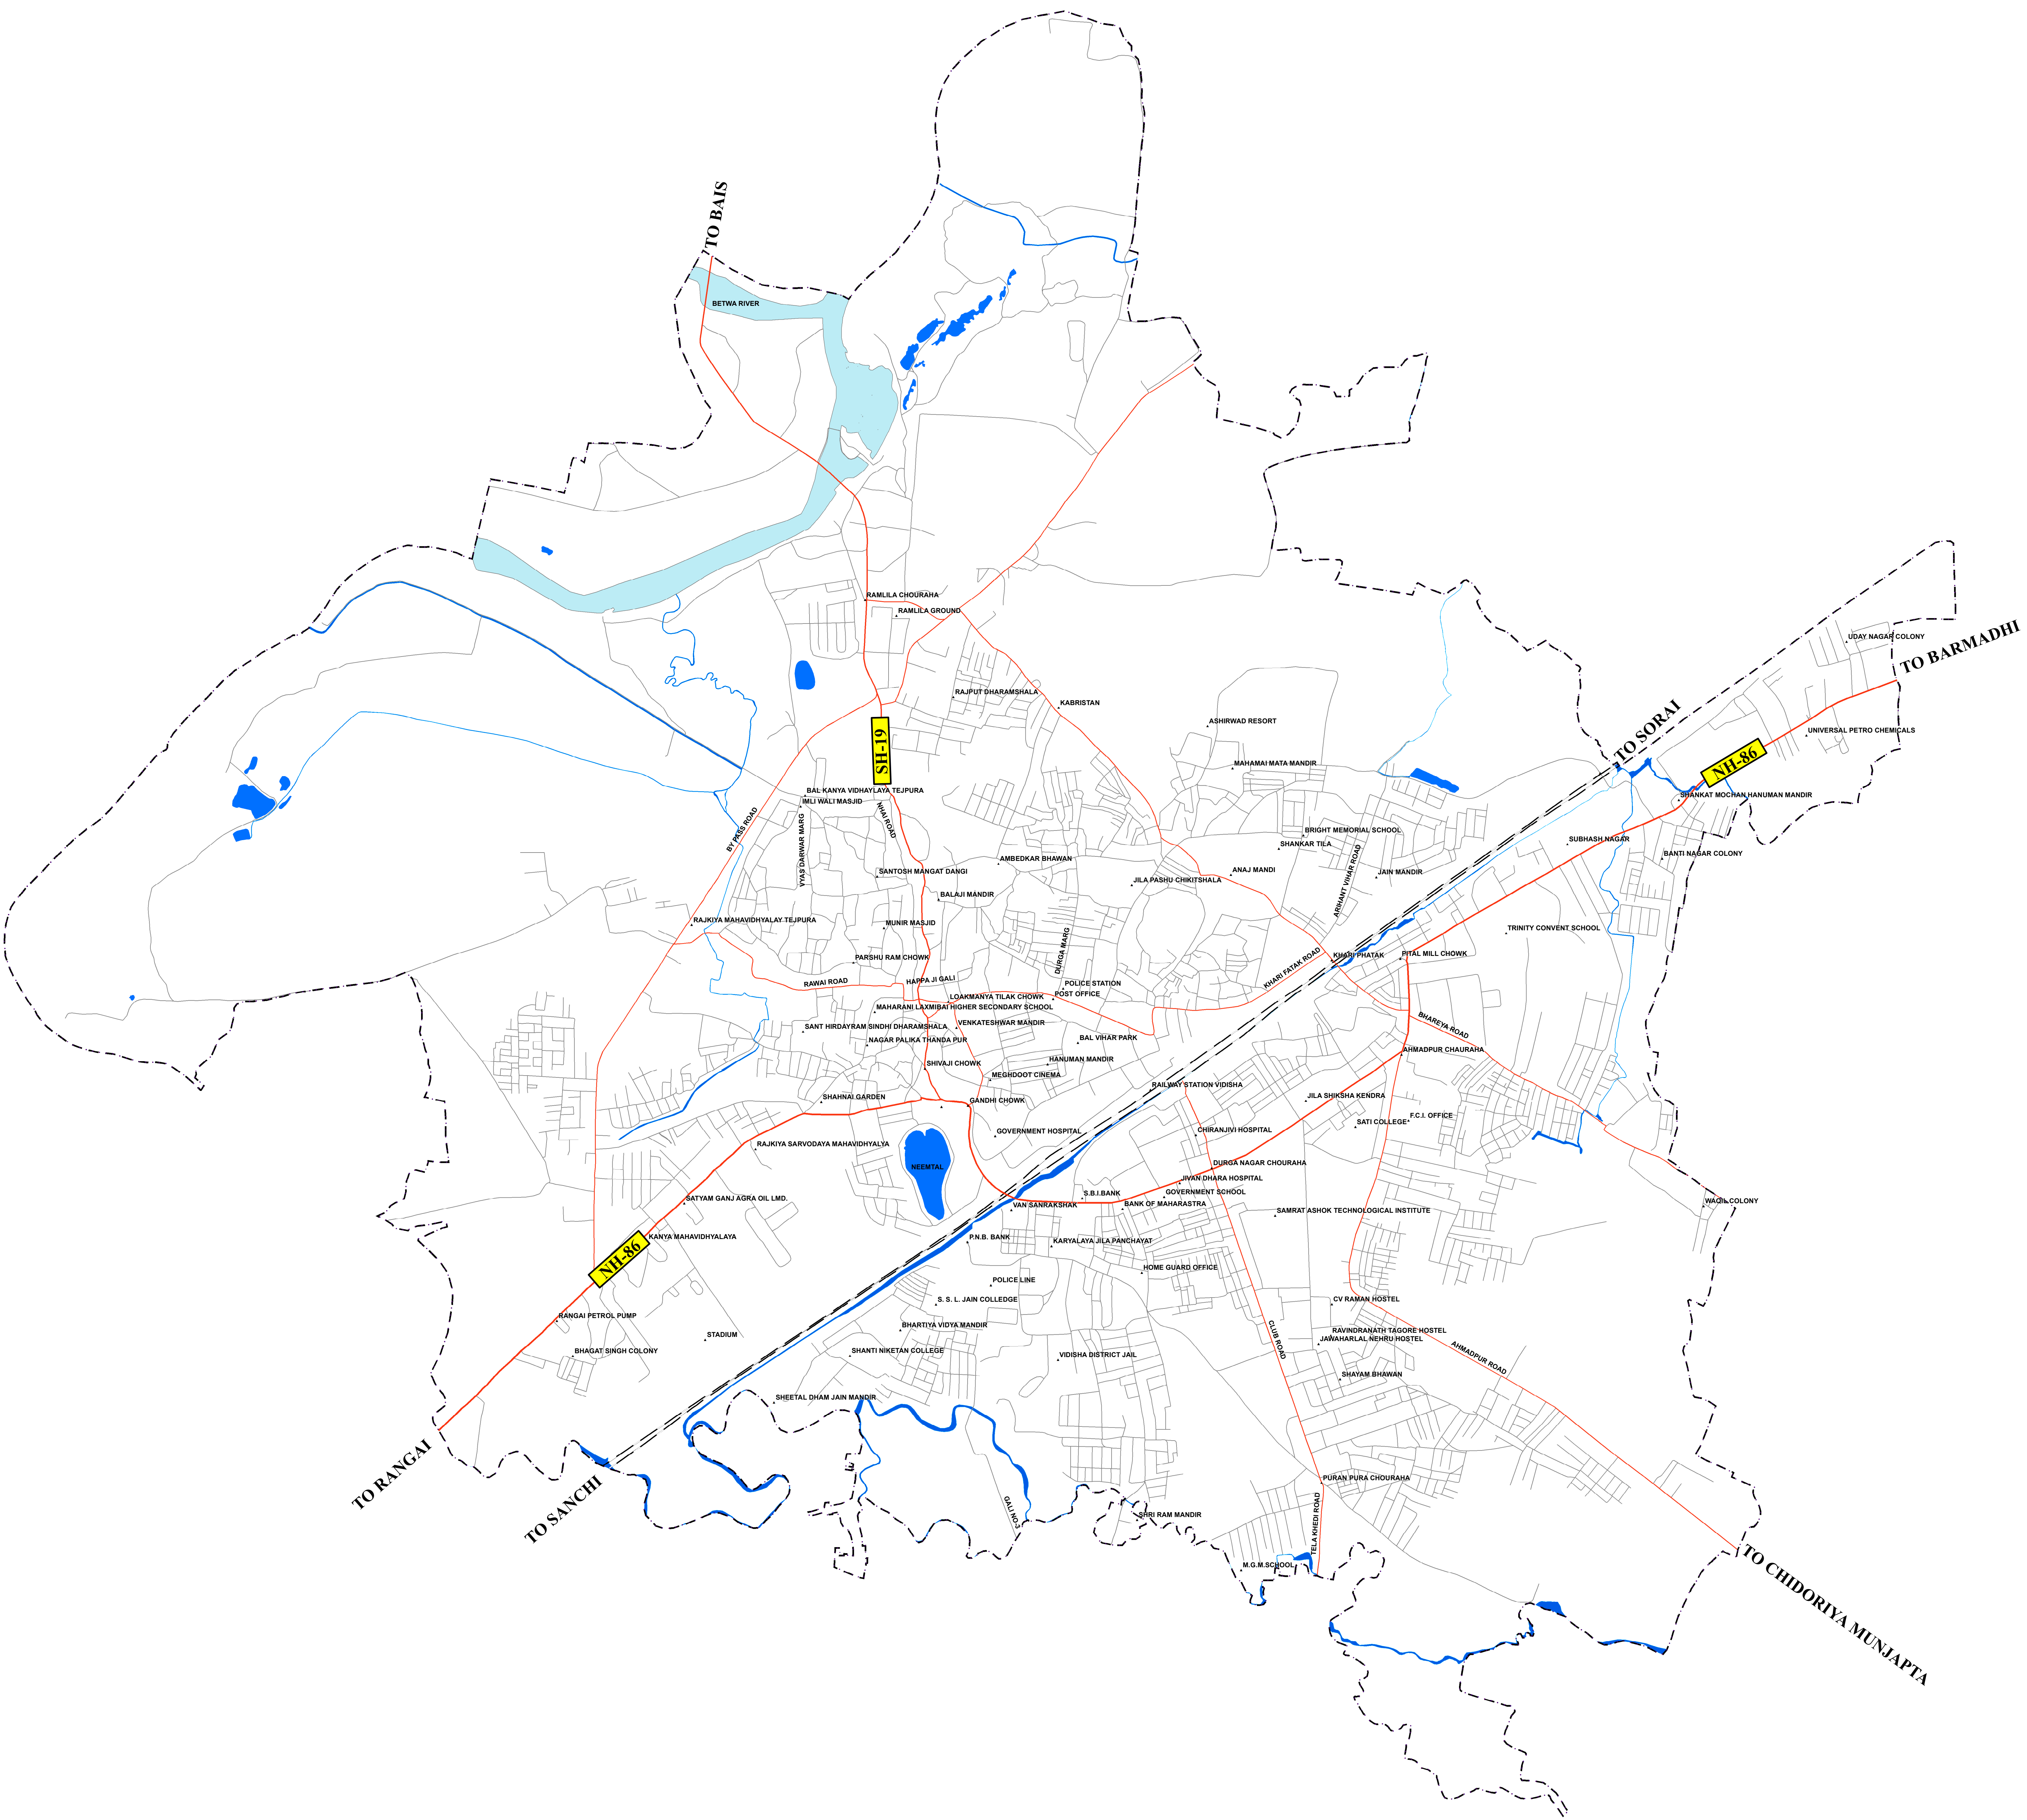 TO BAIS
BETWA RIVER
RAMLILA CHOURAHA
RAMLILA GROUND
UDAY NAGAR COLONY
TO BARMADHI
RAJPUT DHARAMSHALA
KABRISTAN
ASHIRWAD RESORT
TO SORAI
UNIVERSAL PETRO CHEMICALS
SH-19
NH-86
MAHAMAI MATA MANDIR
BAL KANYA VIDHAYLAYA TEJPURA
IMLI WALI MASJID
SHANKAT MOCHAN HANUMAN MANDIR
NHAI ROAD
BY PASS ROAD
VYAS DARWAR MARG
BRIGHT MEMORIAL SCHOOL
SHANKAR TILA
SUBHASH NAGAR
BANTI NAGAR COLONY
AMBEDKAR BHAWAN
SANTOSH MANGAT DANGI
ANAJ MANDI
JAIN MANDIR
ARIHANT VIHAR ROAD
JILA PASHU CHIKITSHALA
BALAJI MANDIR
RAJKIYA MAHAVIDHYALAY TEJPURA
MUNIR MASJID
TRINITY CONVENT SCHOOL
DURGA MARG
PARSHU RAM CHOWK
KHARI PHATAK
PITAL MILL CHOWK
KHARI FATAK ROAD
RAWAI ROAD
HAPPA JI GALI
POLICE STATION
POST OFFICE
LOAKMANYA TILAK CHOWK
MAHARANI LAXMIBAI HIGHER SECONDARY SCHOOL
BHAREYA ROAD
SANT HIRDAYRAM SINDHI DHARAMSHALA
VENKATESHWAR MANDIR
NAGAR PALIKA THANDA PUR
BAL VIHAR PARK
AHMADPUR CHAURAHA
SHIVAJI CHOWK
HANUMAN MANDIR
MEGHDOOT CINEMA
RAILWAY STATION VIDISHA
SHAHNAI GARDEN
GANDHI CHOWK
JILA SHIKSHA KENDRA
F.C.I. OFFICE
SATI COLLEGE
GOVERNMENT HOSPITAL
CHIRANJIVI HOSPITAL
RAJKIYA SARVODAYA MAHAVIDHYALYA
NEEMTAL
DURGA NAGAR CHOURAHA
JIVAN DHARA HOSPITAL
SATYAM GANJ AGRA OIL LMD.
S.B.I.BANK
GOVERNMENT SCHOOL
WAQIL COLONY
VAN SANRAKSHAK
BANK OF MAHARASTRA
SAMRAT ASHOK TECHNOLOGICAL INSTITUTE
KANYA MAHAVIDHYALAYA
P.N.B. BANK
KARYALAYA JILA PANCHAYAT
NH-86
HOME GUARD OFFICE
POLICE LINE
S. S. L. JAIN COLLEDGE
CV RAMAN HOSTEL
RANGAI PETROL PUMP
BHARTIYA VIDYA MANDIR
STADIUM
CLUB ROAD
RAVINDRANATH TAGORE HOSTEL
JAWAHARLAL NEHRU HOSTEL
BHAGAT SINGH COLONY
SHANTI NIKETAN COLLEGE
VIDISHA DISTRICT JAIL
AHMADPUR ROAD
SHAYAM BHAWAN
SHEETAL DHAM JAIN MANDIR
TO RANGAI
TO SANCHI
PURAN PURA CHOURAHA
GALI NO-3
SHRI RAM MANDIR
TELA KHEDI ROAD
M.G.M.SCHOOL
TO CHIDORIYA MUNJAPTA